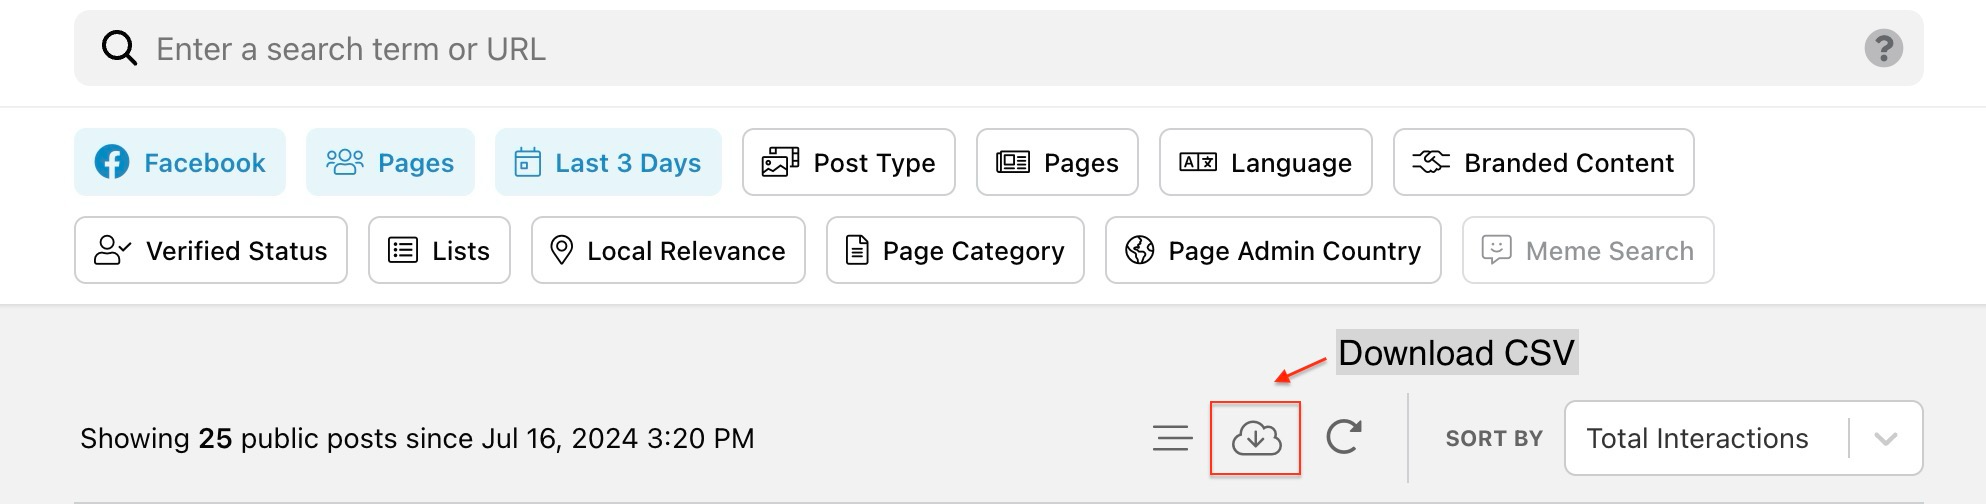 Enter a search term or URL ?
Facebook Pages Last 3 Days Post Type Pages Language Branded Content
Verified Status Lists Local Relevance Page Category Page Admin Country Meme Search
Download CSV
Showing 25 public posts since Jul 16, 2024 3:20 PM SORT BY Total Interactions